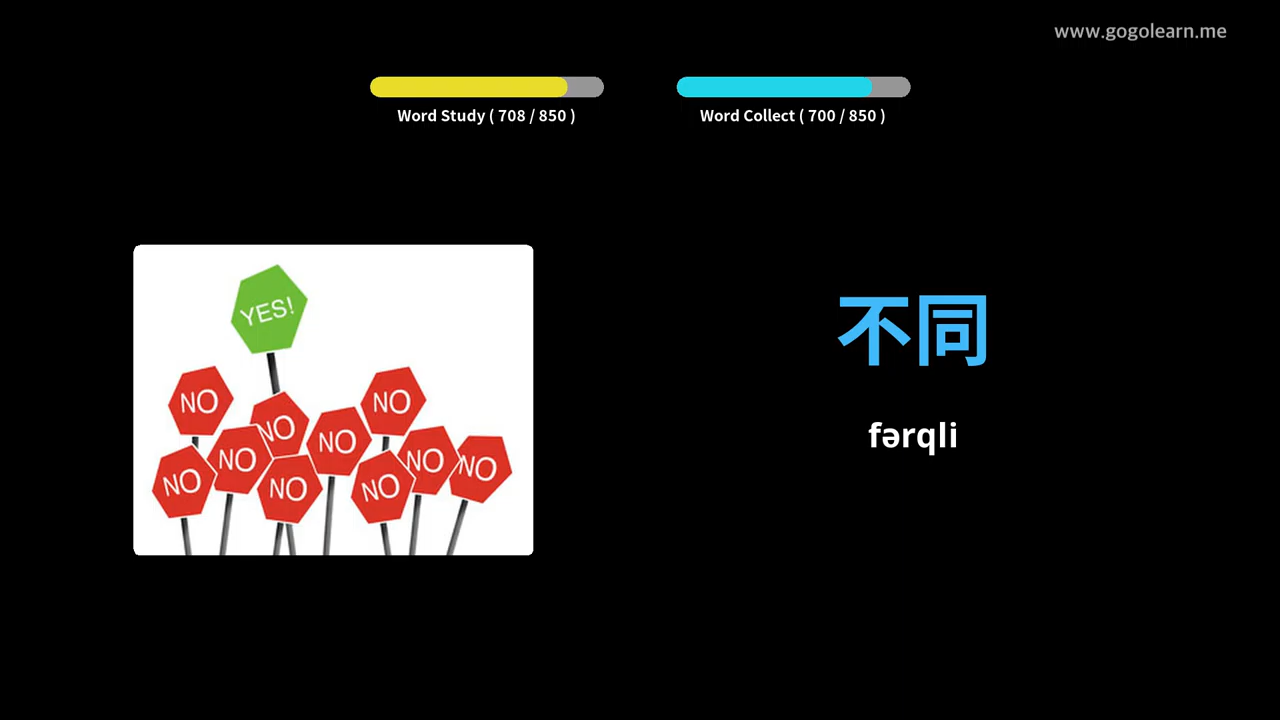 www.gogolearn.me
Word Study ( 708 / 850 )
Word Collect ( 700 / 850 )
YES!
NO
NO
NO
NO
NO
NO
NO
NO
NO
NO
不同
fərqli